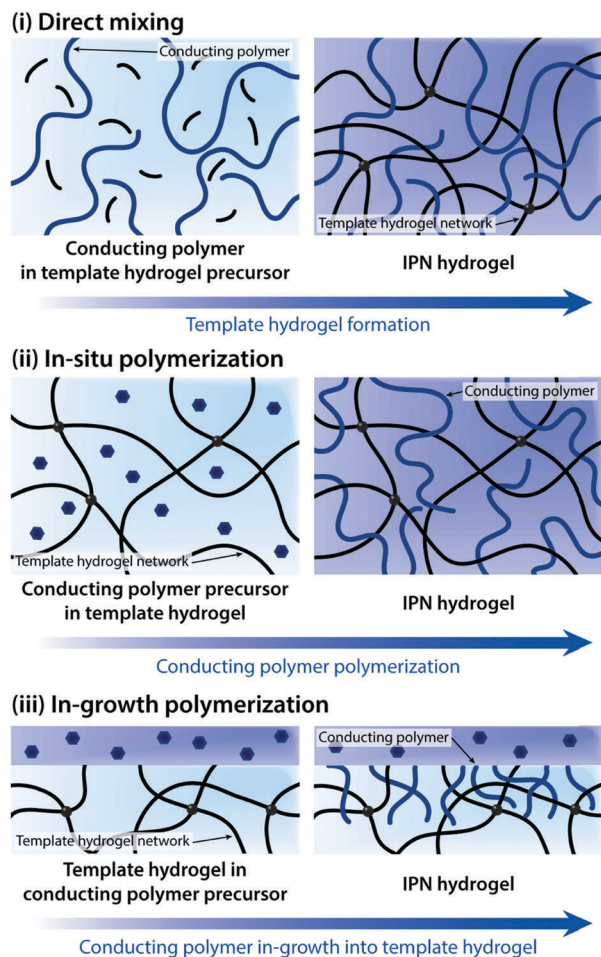 (i) Direct mixing
Conducting polymer
Template hydrogel network
Conducting polymer
in template hydrogel precursor
IPN hydrogel
Template hydrogel formation
(ii) In-situ polymerization
Conducting polymer
Template hydrogel network
Conducting polymer precursor
in template hydrogel
IPN hydrogel
Conducting polymer polymerization
(iii) In-growth polymerization
Conducting polymer
Template hydrogel network
Template hydrogel in
conducting polymer precursor
IPN hydrogel
Conducting polymer in-growth into template hydrogel